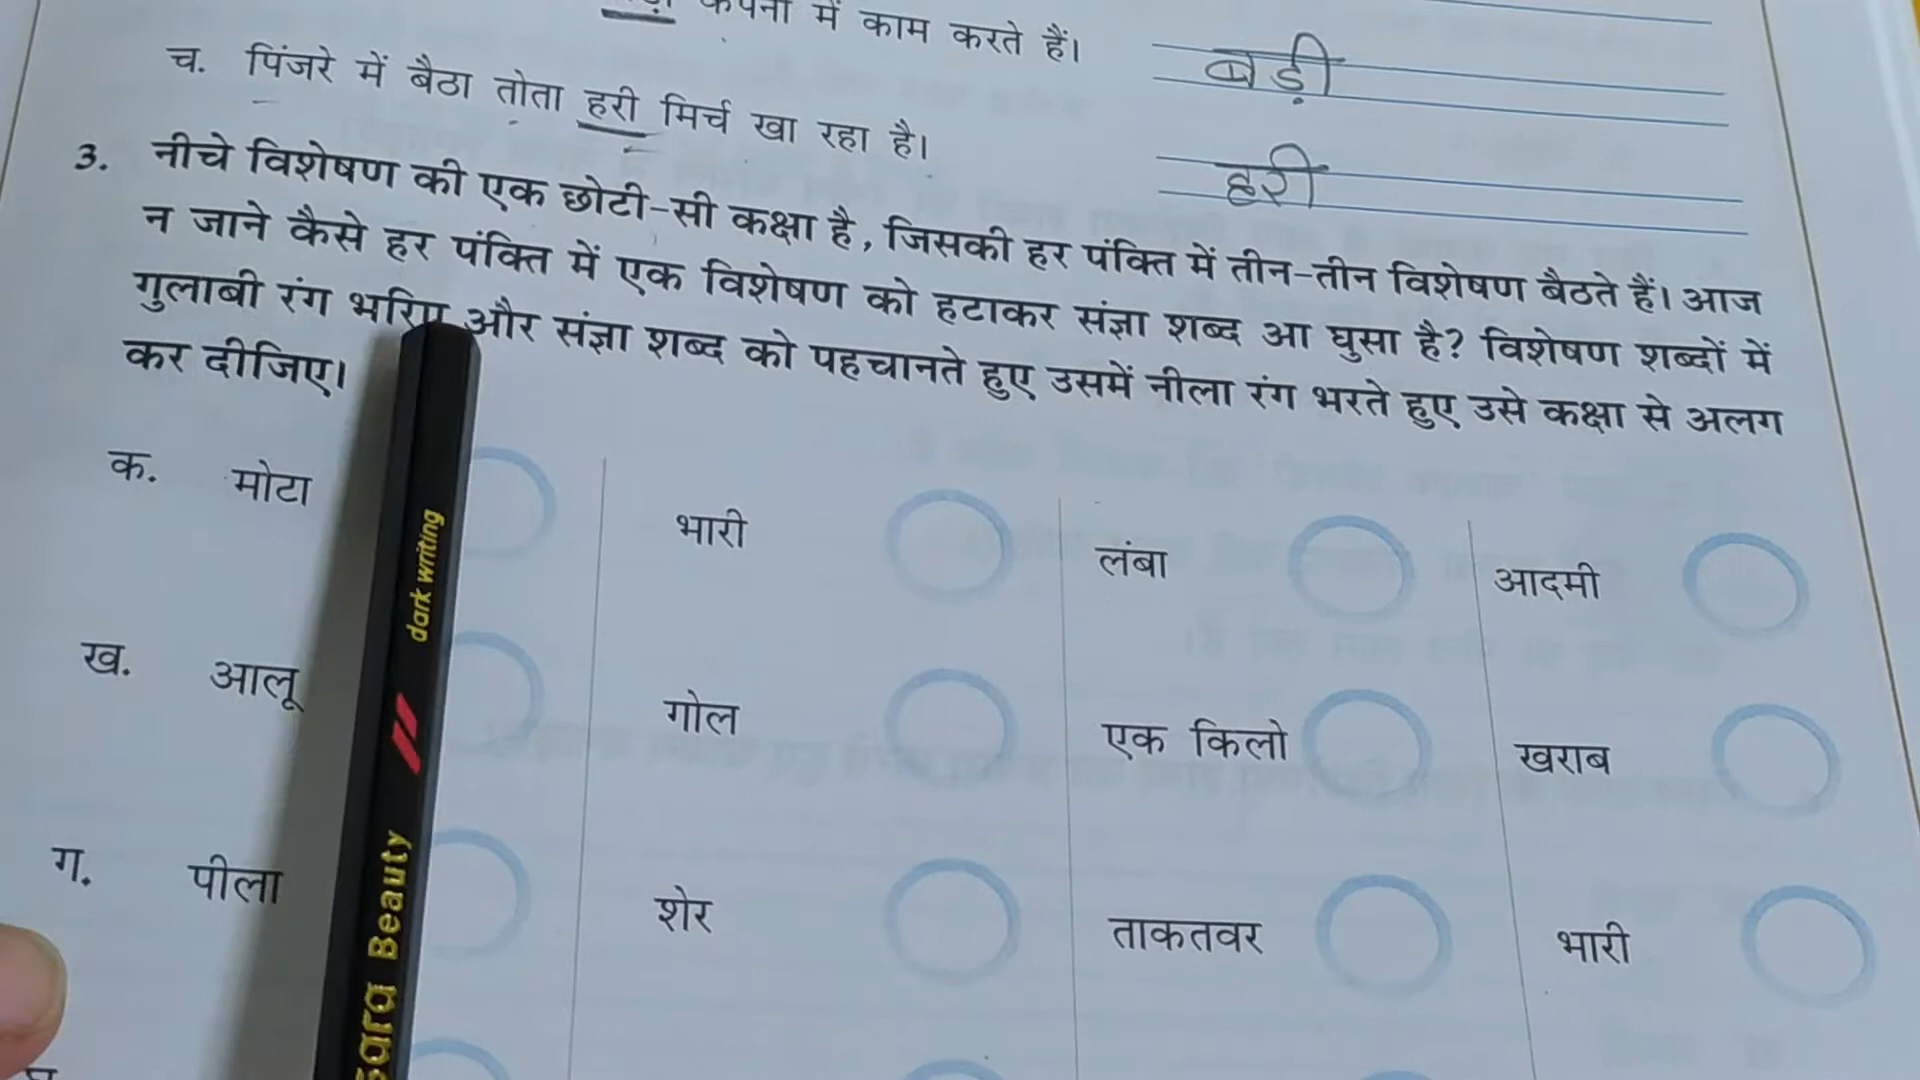 कंपनी में काम करते हैं।
बड़ी
च. पिंजरे में बैठा तोता हरी मिर्च खा रहा है।
हरी
3. नीचे विशेषण की एक छोटी-सी कक्षा है, जिसकी हर पंक्ति में तीन-तीन विशेषण बैठते हैं। आज
न जाने कैसे हर पंक्ति में एक विशेषण को हटाकर संज्ञा शब्द आ घुसा है? विशेषण शब्दों में
गुलाबी रंग भरिए और संज्ञा शब्द को पहचानते हुए उसमें नीला रंग भरते हुए उसे कक्षा से अलग
कर दीजिए।
क. मोटा भारी लंबा आदमी
ख. आलू गोल एक किलो खराब
ग. पीला शेर ताकतवर भारी
dark writing
Beauty